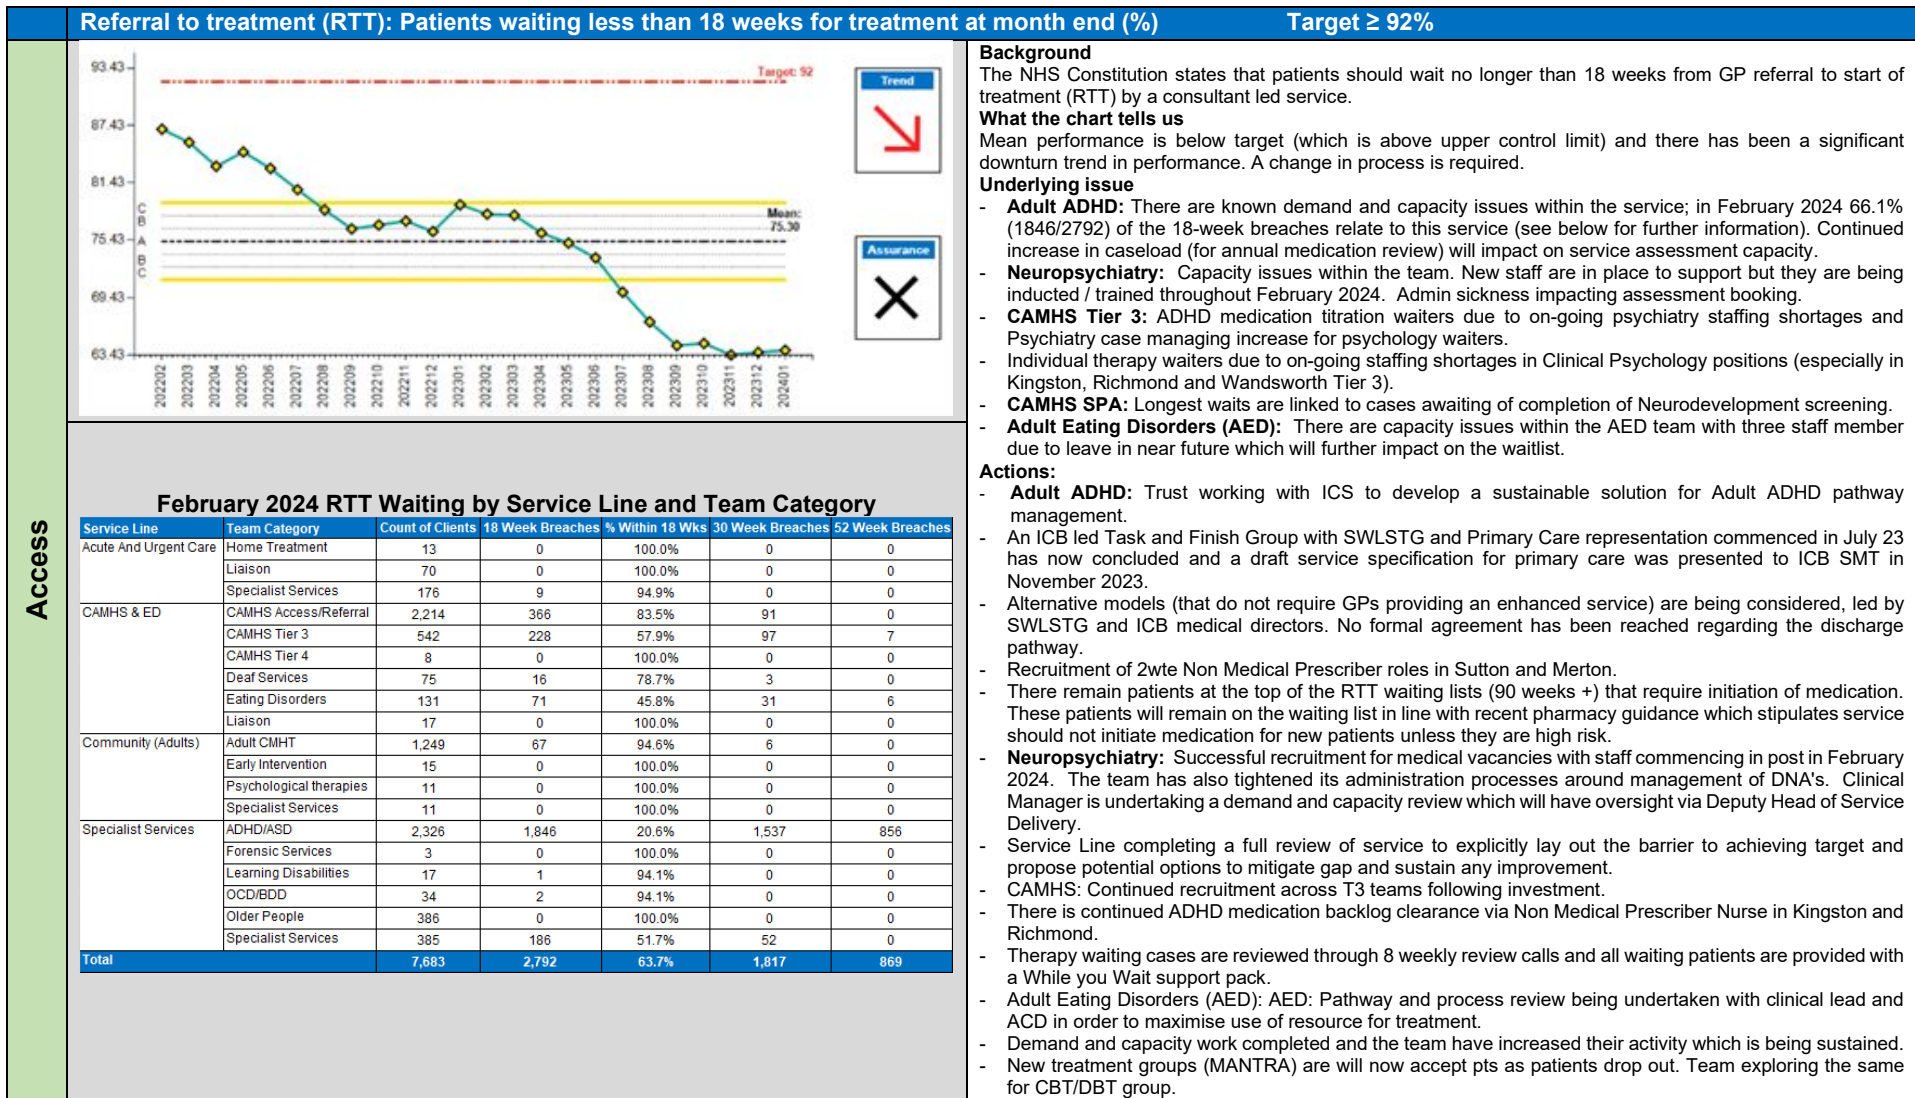 Referral to treatment (RTT): Patients waiting less than 18 weeks for treatment at month end (%) Target ≥ 92%
Access
93.43
87.43
81.43
75.43
69.43
63.43
Target: 92
C
B
A
B
C
Mean:
75.30
202202 202203 202204 202205 202206 202207 202208 202209 202210 202211 202212 202301 202302 202303 202304 202305 202306 202307 202308 202309 202310 202311 202312 202401
Trend
Assurance
February 2024 RTT Waiting by Service Line and Team Category
Service Line Team Category Count of Clients 18 Week Breaches % Within 18 Wks 30 Week Breaches 52 Week Breaches
Acute And Urgent Care Home Treatment 13 0 100.0% 0 0
Liaison 70 0 100.0% 0 0
Specialist Services 176 9 94.9% 0 0
CAMHS & ED CAMHS Access/Referral 2,214 366 83.5% 91 0
CAMHS Tier 3 542 228 57.9% 97 7
CAMHS Tier 4 8 0 100.0% 0 0
Deaf Services 75 16 78.7% 3 0
Eating Disorders 131 71 45.8% 31 6
Liaison 17 0 100.0% 0 0
Community (Adults) Adult CMHT 1,249 67 94.6% 6 0
Early Intervention 15 0 100.0% 0 0
Psychological therapies 11 0 100.0% 0 0
Specialist Services 11 0 100.0% 0 0
Specialist Services ADHD/ASD 2,326 1,846 20.6% 1,537 856
Forensic Services 3 0 100.0% 0 0
Learning Disabilities 17 1 94.1% 0 0
OCD/BDD 34 2 94.1% 0 0
Older People 386 0 100.0% 0 0
Specialist Services 385 186 51.7% 52 0
Total 7,683 2,792 63.7% 1,817 869
Background
The NHS Constitution states that patients should wait no longer than 18 weeks from GP referral to start of
treatment (RTT) by a consultant led service.
What the chart tells us
Mean performance is below target (which is above upper control limit) and there has been a significant
downturn trend in performance. A change in process is required.
Underlying issue
- Adult ADHD: There are known demand and capacity issues within the service; in February 2024 66.1%
(1846/2792) of the 18-week breaches relate to this service (see below for further information). Continued
increase in caseload (for annual medication review) will impact on service assessment capacity.
- Neuropsychiatry: Capacity issues within the team. New staff are in place to support but they are being
inducted / trained throughout February 2024. Admin sickness impacting assessment booking.
- CAMHS Tier 3: ADHD medication titration waiters due to on-going psychiatry staffing shortages and
Psychiatry case managing increase for psychology waiters.
- Individual therapy waiters due to on-going staffing shortages in Clinical Psychology positions (especially in
Kingston, Richmond and Wandsworth Tier 3).
- CAMHS SPA: Longest waits are linked to cases awaiting of completion of Neurodevelopment screening.
- Adult Eating Disorders (AED): There are capacity issues within the AED team with three staff member
due to leave in near future which will further impact on the waitlist.
Actions:
- Adult ADHD: Trust working with ICS to develop a sustainable solution for Adult ADHD pathway
management.
- An ICB led Task and Finish Group with SWLSTG and Primary Care representation commenced in July 23
has now concluded and a draft service specification for primary care was presented to ICB SMT in
November 2023.
- Alternative models (that do not require GPs providing an enhanced service) are being considered, led by
SWLSTG and ICB medical directors. No formal agreement has been reached regarding the discharge
pathway.
- Recruitment of 2wte Non Medical Prescriber roles in Sutton and Merton.
- There remain patients at the top of the RTT waiting lists (90 weeks +) that require initiation of medication.
These patients will remain on the waiting list in line with recent pharmacy guidance which stipulates service
should not initiate medication for new patients unless they are high risk.
- Neuropsychiatry: Successful recruitment for medical vacancies with staff commencing in post in February
2024. The team has also tightened its administration processes around management of DNA's. Clinical
Manager is undertaking a demand and capacity review which will have oversight via Deputy Head of Service
Delivery.
- Service Line completing a full review of service to explicitly lay out the barrier to achieving target and
propose potential options to mitigate gap and sustain any improvement.
- CAMHS: Continued recruitment across T3 teams following investment.
- There is continued ADHD medication backlog clearance via Non Medical Prescriber Nurse in Kingston and
Richmond.
- Therapy waiting cases are reviewed through 8 weekly review calls and all waiting patients are provided with
a While you Wait support pack.
- Adult Eating Disorders (AED): AED: Pathway and process review being undertaken with clinical lead and
ACD in order to maximise use of resource for treatment.
- Demand and capacity work completed and the team have increased their activity which is being sustained.
- New treatment groups (MANTRA) are will now accept pts as patients drop out. Team exploring the same
for CBT/DBT group.